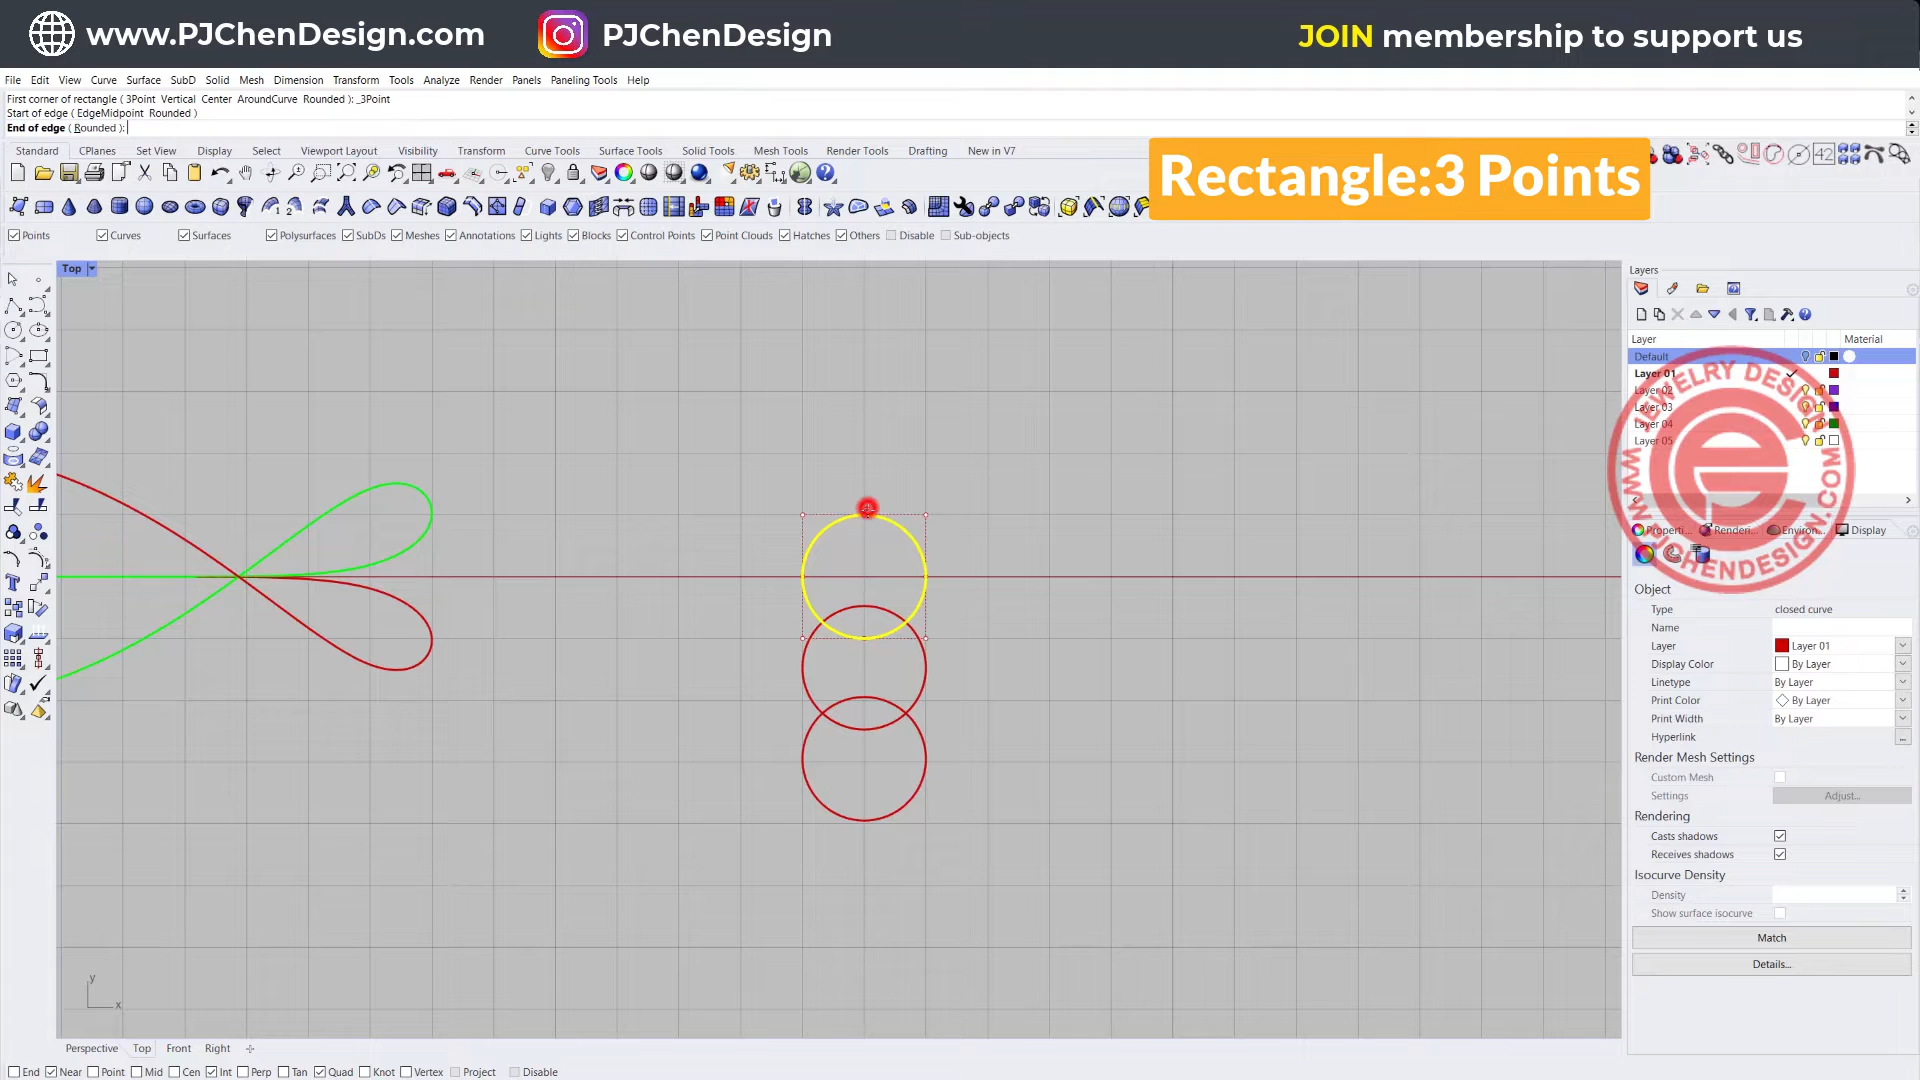 www.PJChenDesign.com
PJChenDesign
JOIN membership to support us
File Edit View Curve Surface SubD Solid Mesh Dimension Transform Tools Analyze Render Panels Paneling Tools Help
First corner of rectangle ( 3Point Vertical Center AroundCurve Rounded ): _3Point
Start of edge ( EdgeMidpoint Rounded )
End of edge ( Rounded ):
Standard CPlanes Set View Display Select Viewport Layout Visibility Transform Curve Tools Surface Tools Solid Tools Mesh Tools Render Tools Drafting New in V7
Rectangle:3 Points
Points Curves Surfaces Polysurfaces SubDs Meshes Annotations Lights Blocks Control Points Point Clouds Hatches Others Disable Sub-objects
Top
Layers
Layer Material
Default
Layer 01
Layer 02
Layer 03
Layer 04
Layer 05
JEWELRY DESIGN
WWW.PJCHENDESIGN.COM
Properti... Renderi... Environ... Display
Object
Type closed curve
Name
Layer Layer 01
Display Color By Layer
Linetype By Layer
Print Color By Layer
Print Width By Layer
Hyperlink ...
Render Mesh Settings
Custom Mesh
Settings Adjust...
Rendering
Casts shadows
Receives shadows
Isocurve Density
Density
Show surface isocurve
Match
Details...
y
x
Perspective Top Front Right
End Near Point Mid Cen Int Perp Tan Quad Knot Vertex Project Disable